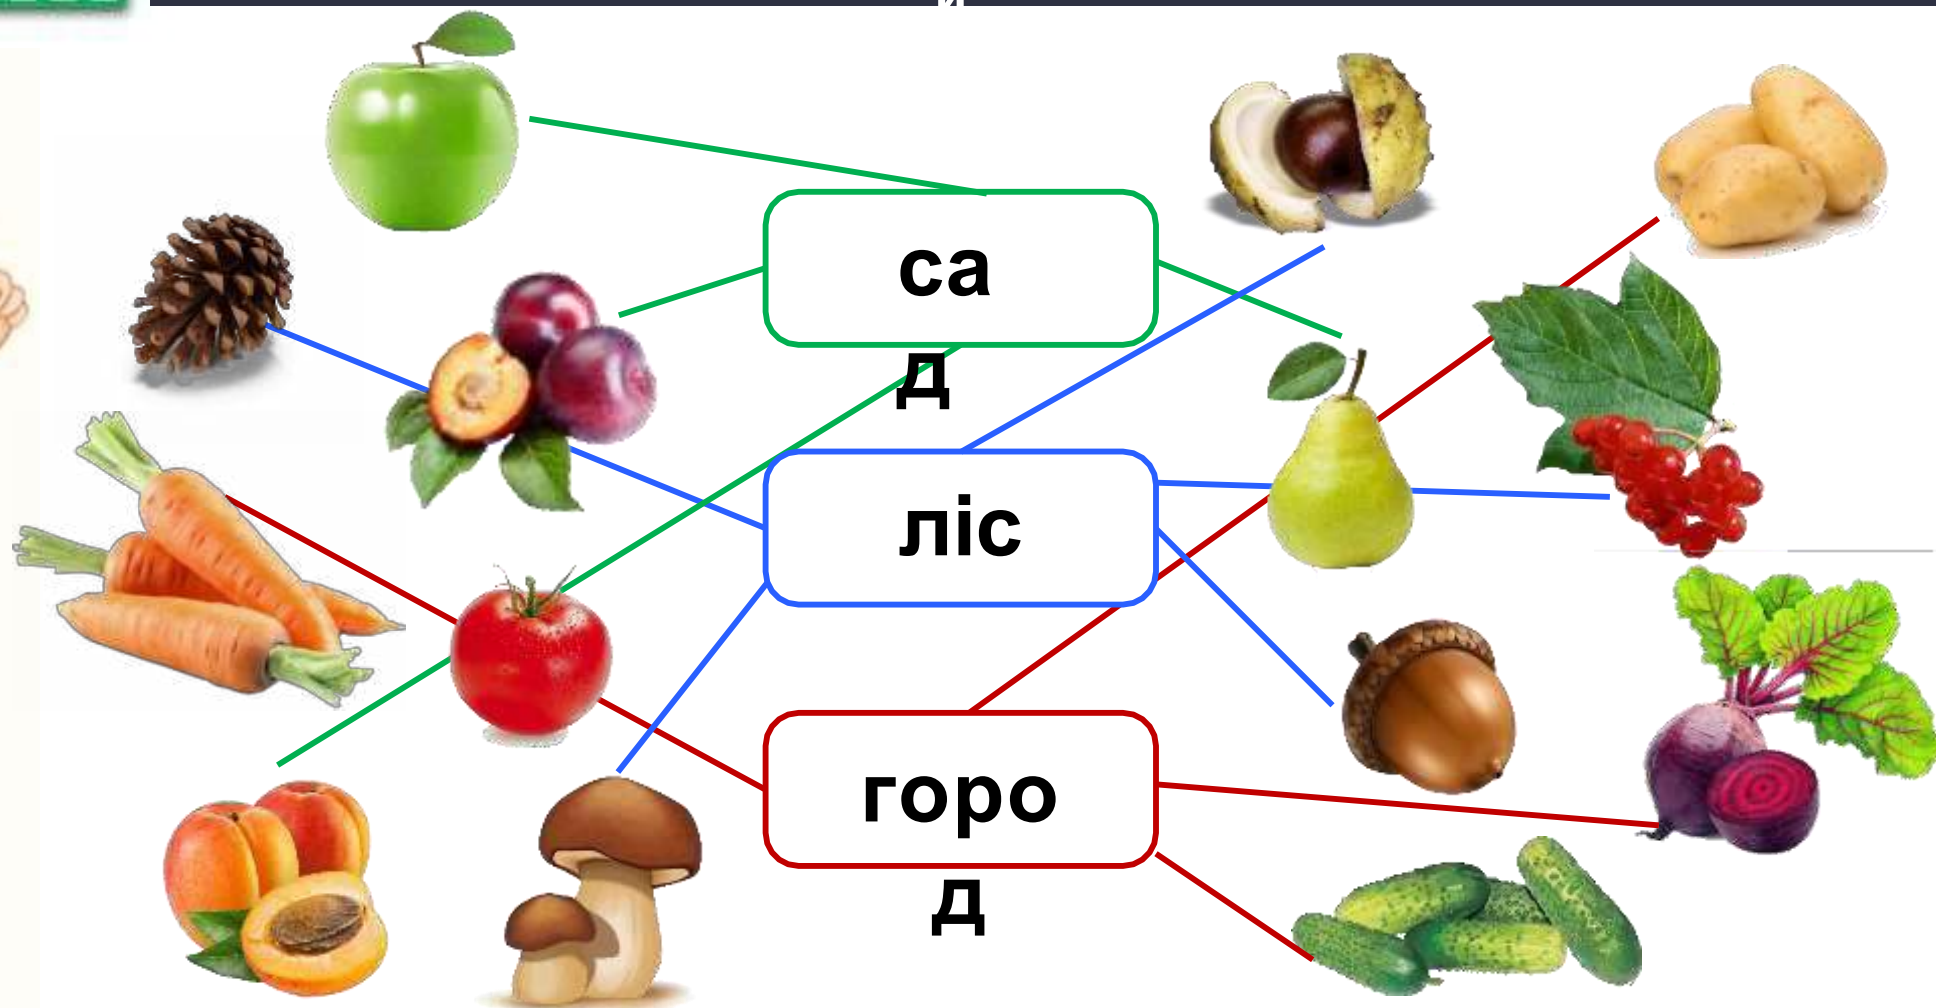 са
д
ліс
горо
д